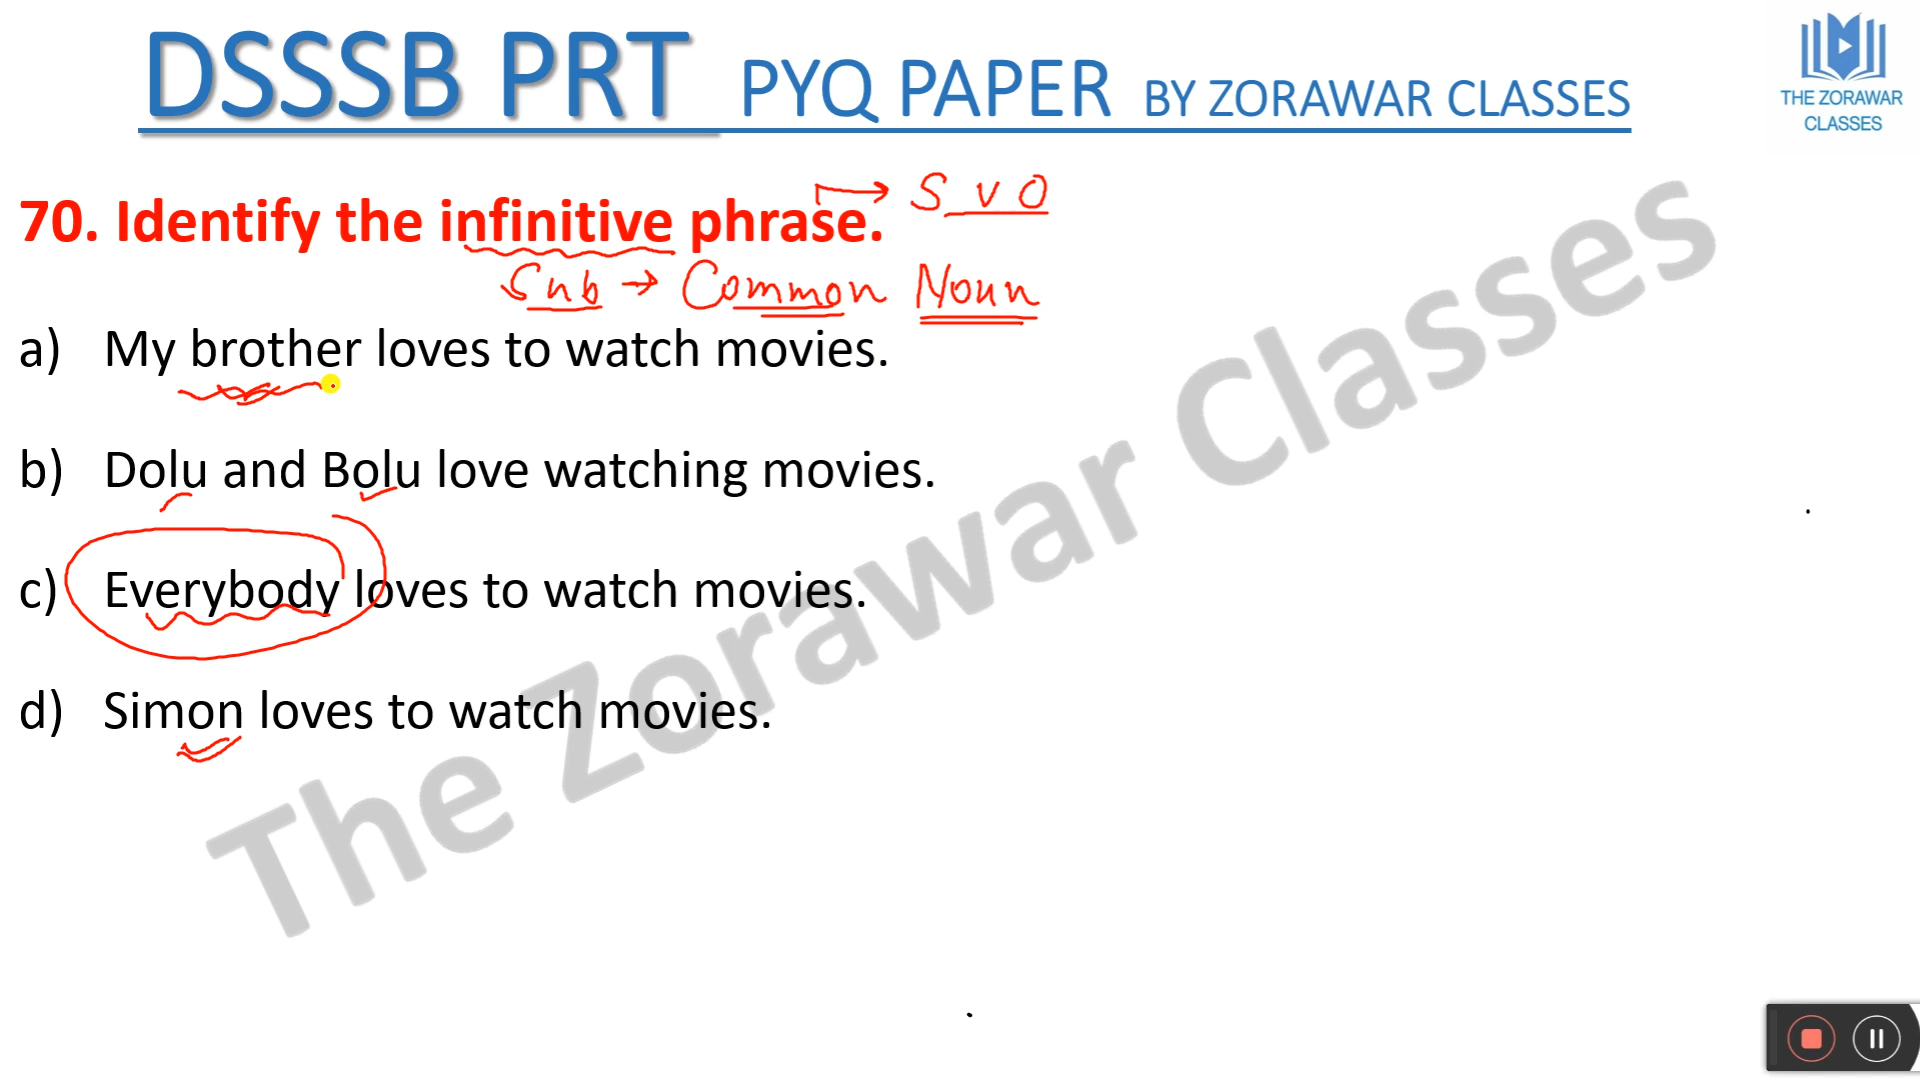 DSSSB PRT PYQ PAPER BY ZORAWAR CLASSES
THE ZORAWAR
CLASSES
S V O
70. Identify the infinitive phrase.
Sub → Common Noun
a) My brother loves to watch movies.
b) Dolu and Bolu love watching movies.
c) Everybody loves to watch movies.
d) Simon loves to watch movies.
The Zorawar Classes